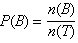 P(B) = n(B) / n(T)